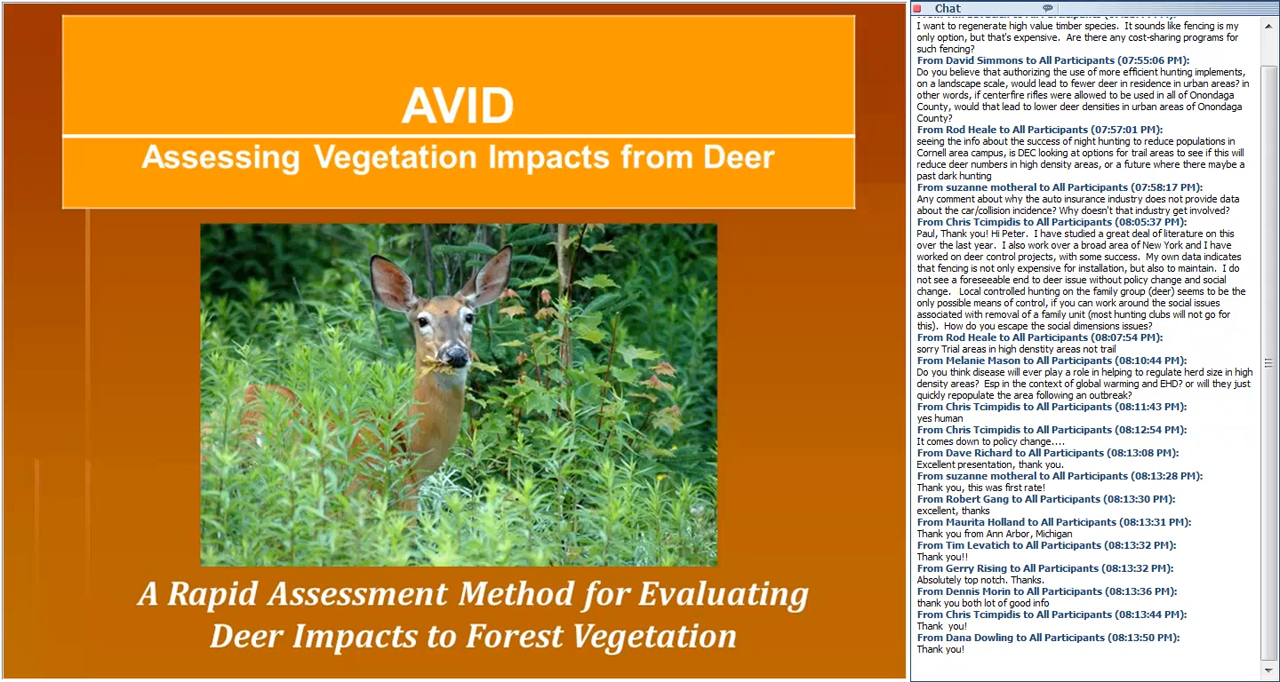 AVID
Assessing Vegetation Impacts from Deer
A Rapid Assessment Method for Evaluating
Deer Impacts to Forest Vegetation
Chat
I want to regenerate high value timber species. It sounds like fencing is my
only option, but that's expensive. Are there any cost-sharing programs for
such fencing?
From David Simmons to All Participants (07:55:06 PM):
Do you believe that authorizing the use of more efficient hunting implements,
on a landscape scale, would lead to fewer deer in residence in urban areas? in
other words, if centerfire rifles were allowed to be used in all of Onondaga
County, would that lead to lower deer densities in urban areas of Onondaga
County?
From Rod Heale to All Participants (07:57:01 PM):
seeing the info about the success of night hunting to reduce populations in
Cornell area campus, is DEC looking at options for trail areas to see if this will
reduce deer numbers in high density areas, or a future where there maybe a
past dark hunting
From suzanne motheral to All Participants (07:58:17 PM):
Any comment about why the auto insurance industry does not provide data
about the car/collision incidence? Why doesn't that industry get involved?
From Chris Tcimpidis to All Participants (08:05:37 PM):
Paul, Thank you! Hi Peter. I have studied a great deal of literature on this
over the last year. I also work over a broad area of New York and I have
worked on deer control projects, with some success. My own data indicates
that fencing is not only expensive for installation, but also to maintain. I do
not see a foreseeable end to deer issue without policy change and social
change. Local controlled hunting on the family group (deer) seems to be the
only possible means of control, if you can work around the social issues
associated with removal of a family unit (most hunting clubs will not go for
this). How do you escape the social dimensions issues?
From Rod Heale to All Participants (08:07:54 PM):
sorry Trial areas in high denstity areas not trail
From Melanie Mason to All Participants (08:10:44 PM):
Do you think disease will ever play a role in helping to regulate herd size in high
density areas? Esp in the context of global warming and EHD? or will they just
quickly repopulate the area following an outbreak?
From Chris Tcimpidis to All Participants (08:11:43 PM):
yes human
From Chris Tcimpidis to All Participants (08:12:54 PM):
It comes down to policy change....
From Dave Richard to All Participants (08:13:08 PM):
Excellent presentation, thank you.
From suzanne motheral to All Participants (08:13:28 PM):
Thank you, this was first rate!
From Robert Gang to All Participants (08:13:30 PM):
excellent, thanks
From Maurita Holland to All Participants (08:13:31 PM):
Thank you from Ann Arbor, Michigan
From Tim Levatich to All Participants (08:13:32 PM):
Thank you!!
From Gerry Rising to All Participants (08:13:32 PM):
Absolutely top notch. Thanks.
From Dennis Morin to All Participants (08:13:36 PM):
thank you both lot of good info
From Chris Tcimpidis to All Participants (08:13:44 PM):
Thank you!
From Dana Dowling to All Participants (08:13:50 PM):
Thank you!